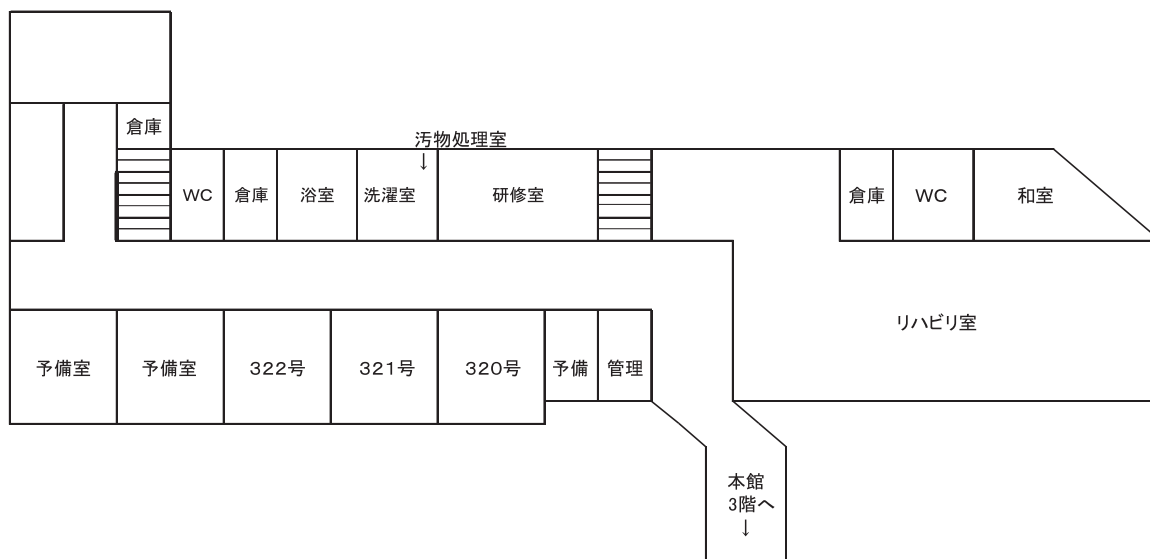 倉庫
汚物処理室
↓
WC
倉庫
浴室
洗濯室
研修室
倉庫
WC
和室
リハビリ室
予備室
予備室
322号
321号
320号
予備
管理
本館
3階へ
↓